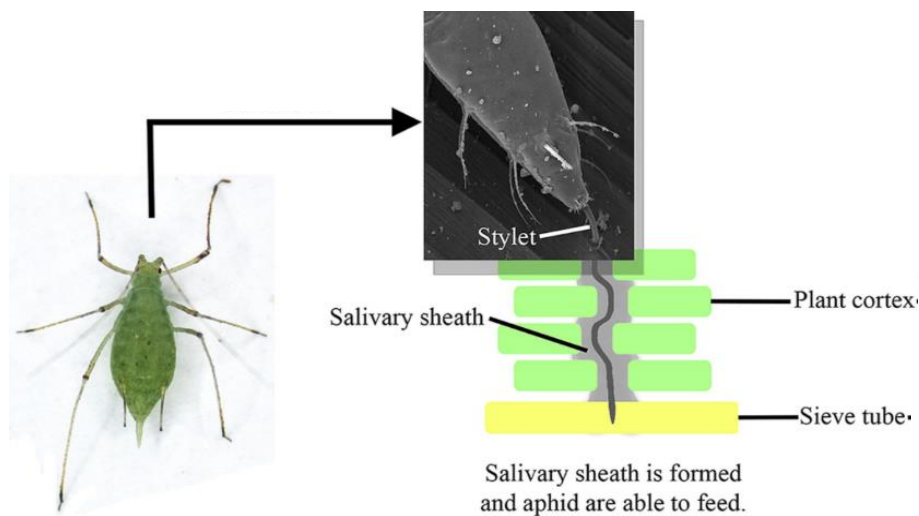 Stylet
Plant cortex
Salivary sheath
Sieve tube
Salivary sheath is formed
and aphid are able to feed.